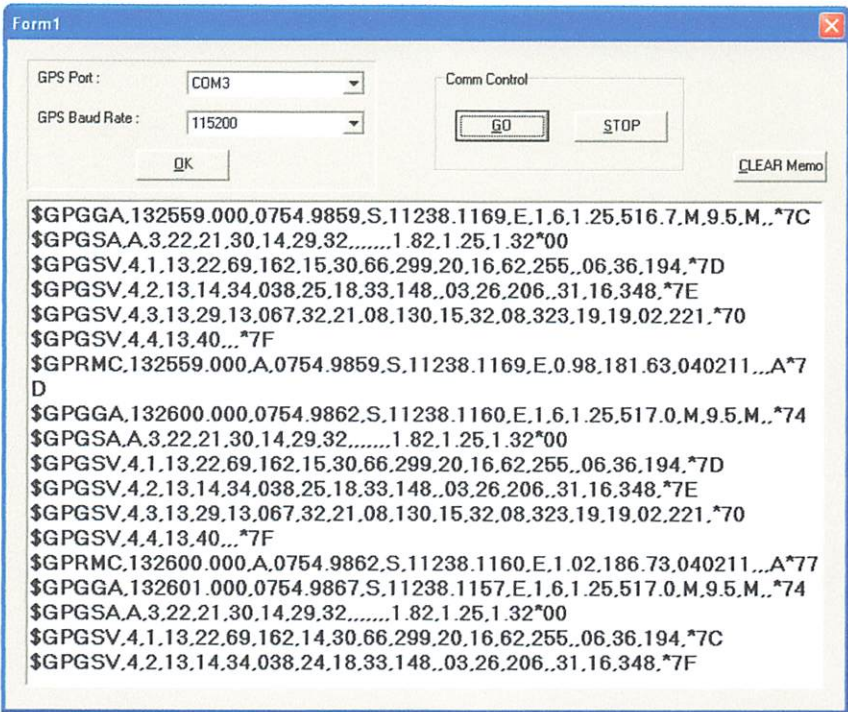 Form1
GPS Port :
COM3
GPS Baud Rate :
115200
OK
Comm Control
GO
STOP
CLEAR Memo
$GPGGA,132559.000,0754.9859,S,11238.1169,E,1,6,1.25,516.7,M,9.5,M,,*7C
$GPGSA,A,3,22,21,30,14,29,32,,,,,,,1.82,1.25,1.32*00
$GPGSV,4,1,13,22,69,162,15,30,66,299,20,16,62,255,,06,36,194,*7D
$GPGSV,4,2,13,14,34,038,25,18,33,148,,03,26,206,,31,16,348,*7E
$GPGSV,4,3,13,29,13,067,32,21,08,130,15,32,08,323,19,19,02,221,*70
$GPGSV,4,4,13,40,,,*7F
$GPRMC,132559.000,A,0754.9859,S,11238.1169,E,0.98,181.63,040211,,,A*7
D
$GPGGA,132600.000,0754.9862,S,11238.1160,E,1,6,1.25,517.0,M,9.5,M,,*74
$GPGSA,A,3,22,21,30,14,29,32,,,,,,,1.82,1.25,1.32*00
$GPGSV,4,1,13,22,69,162,15,30,66,299,20,16,62,255,,06,36,194,*7D
$GPGSV,4,2,13,14,34,038,25,18,33,148,,03,26,206,,31,16,348,*7E
$GPGSV,4,3,13,29,13,067,32,21,08,130,15,32,08,323,19,19,02,221,*70
$GPGSV,4,4,13,40,,,*7F
$GPRMC,132600.000,A,0754.9862,S,11238.1160,E,1.02,186.73,040211,,,A*77
$GPGGA,132601.000,0754.9867,S,11238.1157,E,1,6,1.25,517.0,M,9.5,M,,*74
$GPGSA,A,3,22,21,30,14,29,32,,,,,,,1.82,1.25,1.32*00
$GPGSV,4,1,13,22,69,162,14,30,66,299,20,16,62,255,,06,36,194,*7C
$GPGSV,4,2,13,14,34,038,24,18,33,148,,03,26,206,,31,16,348,*7F